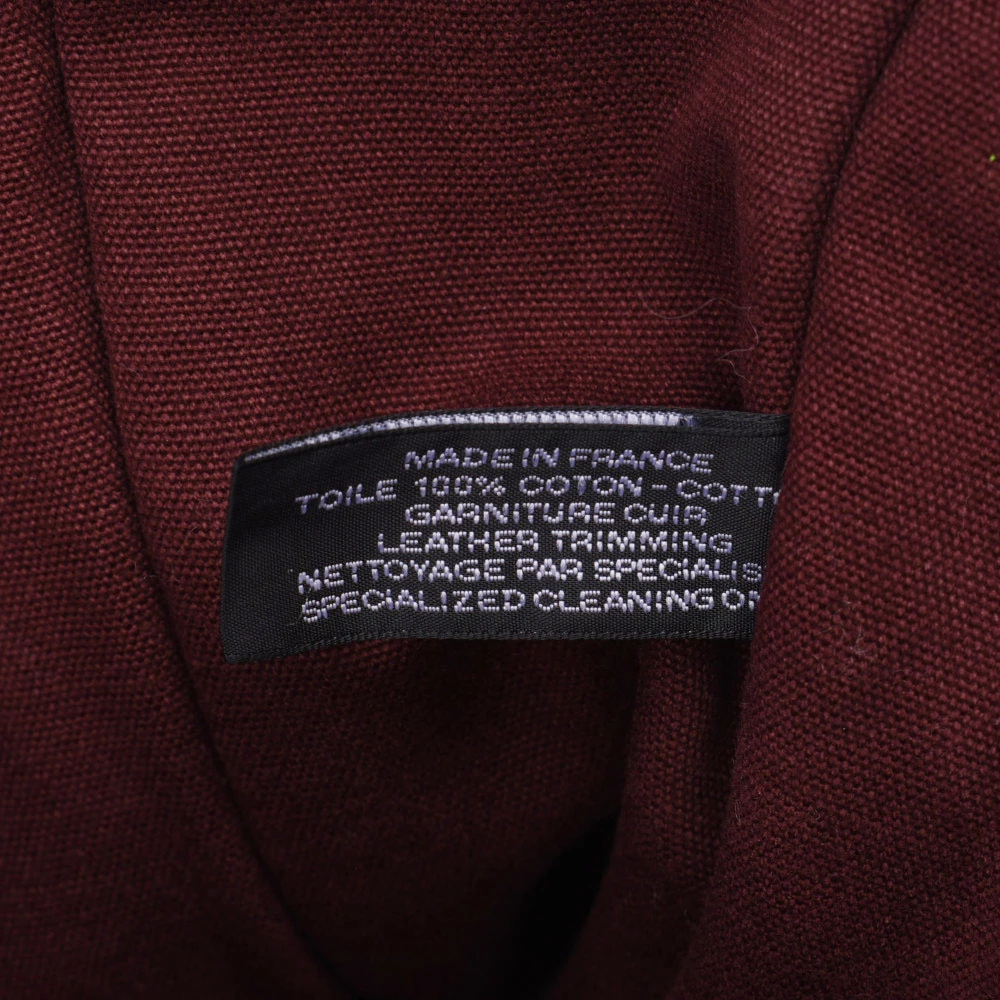 MADE IN FRANCE
TOILE 100% COTON - COTT
GARNITURE CUIR
LEATHER TRIMMING
NETTOYAGE PAR SPECIALIS
SPECIALIZED CLEANING